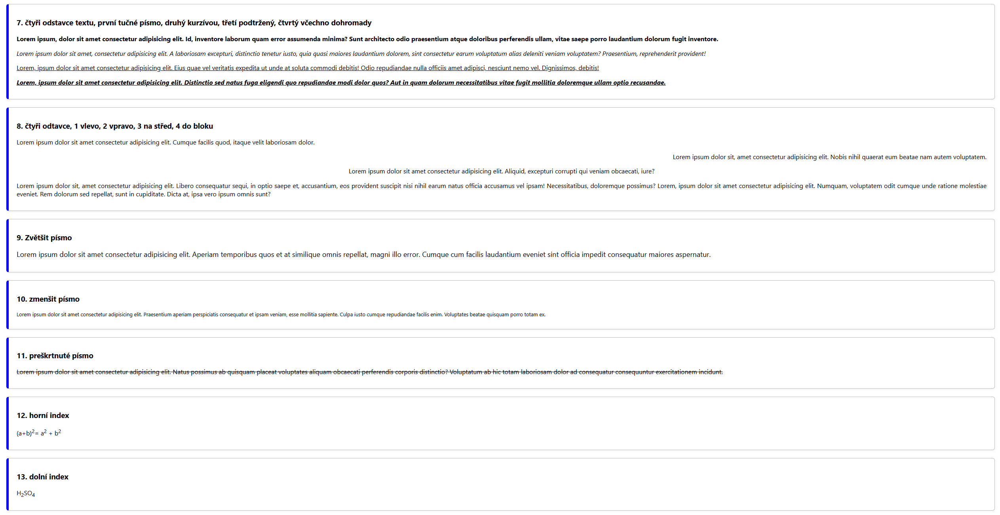 7. čtyři odstavce textu, první tučné písmo, druhý kurzívou, třetí podtržený, čtvrtý včechno dohromady
Lorem ipsum, dolor sit amet consectetur adipisicing elit. Id, inventore laborum quam error assumenda minima? Sunt architecto odio praesentium atque doloribus perferendis ullam, vitae saepe porro laudantium dolorum fugit inventore.
Lorem ipsum dolor sit amet, consectetur adipisicing elit. A laboriosam excepturi, distinctio tenetur iusto, quia quasi maiores laudantium dolorem, sint consectetur earum voluptatum alias deleniti veniam voluptatem? Praesentium, reprehenderit provident!
Lorem, ipsum dolor sit amet consectetur adipisicing elit. Eius quae vel veritatis expedita ut unde at soluta commodi debitis! Odio repudiandae nulla officiis amet adipisci, nesciunt nemo vel. Dignissimos, debitis!
Lorem, ipsum dolor sit amet consectetur adipisicing elit. Distinctio sed natus fuga eligendi quo repudiandae modi dolor quos? Aut in quam dolorum necessitatibus vitae fugit mollitia doloremque ullam optio recusandae.
8. čtyři odtavce, 1 vlevo, 2 vpravo, 3 na střed, 4 do bloku
Lorem ipsum dolor sit amet consectetur adipisicing elit. Cumque facilis quod, itaque velit laboriosam dolor.
Lorem ipsum dolor sit, amet consectetur adipisicing elit. Nobis nihil quaerat eum beatae nam autem voluptatem.
Lorem ipsum dolor sit amet consectetur adipisicing elit. Aliquid, excepturi corrupti qui veniam obcaecati, iure?
Lorem ipsum dolor sit, amet consectetur adipisicing elit. Libero consequatur sequi, in optio saepe et, accusantium, eos provident suscipit nisi nihil earum natus officia accusamus vel ipsam! Necessitatibus, doloremque possimus? Lorem, ipsum dolor sit amet consectetur adipisicing elit. Numquam, voluptatem odit cumque unde ratione molestiae
eveniet. Rem dolorum sed repellat, sunt in cupiditate. Dicta at, ipsa vero ipsum omnis sunt?
9. Zvětšit písmo
Lorem ipsum dolor sit amet consectetur adipisicing elit. Aperiam temporibus quos et at similique omnis repellat, magni illo error. Cumque cum facilis laudantium eveniet sint officia impedit consequatur maiores aspernatur.
10. zmenšit písmo
Lorem ipsum dolor sit amet consectetur adipisicing elit. Praesentium aperiam perspiciatis consequatur et ipsam veniam, esse mollitia sapiente. Culpa iusto cumque repudiandae facilis enim. Voluptates beatae quisquam porro totam ex.
11. preškrtnuté písmo
Lorem ipsum dolor sit amet consectetur adipisicing elit. Natus possimus ab quisquam placeat voluptates aliquam obcaecati perferendis corporis distinctio? Voluptatum ab hic totam laboriosam dolor ad consequatur consequuntur exercitationem incidunt.
12. horní index
(a+b)²= a² + b²
13. dolní index
H₂SO₄